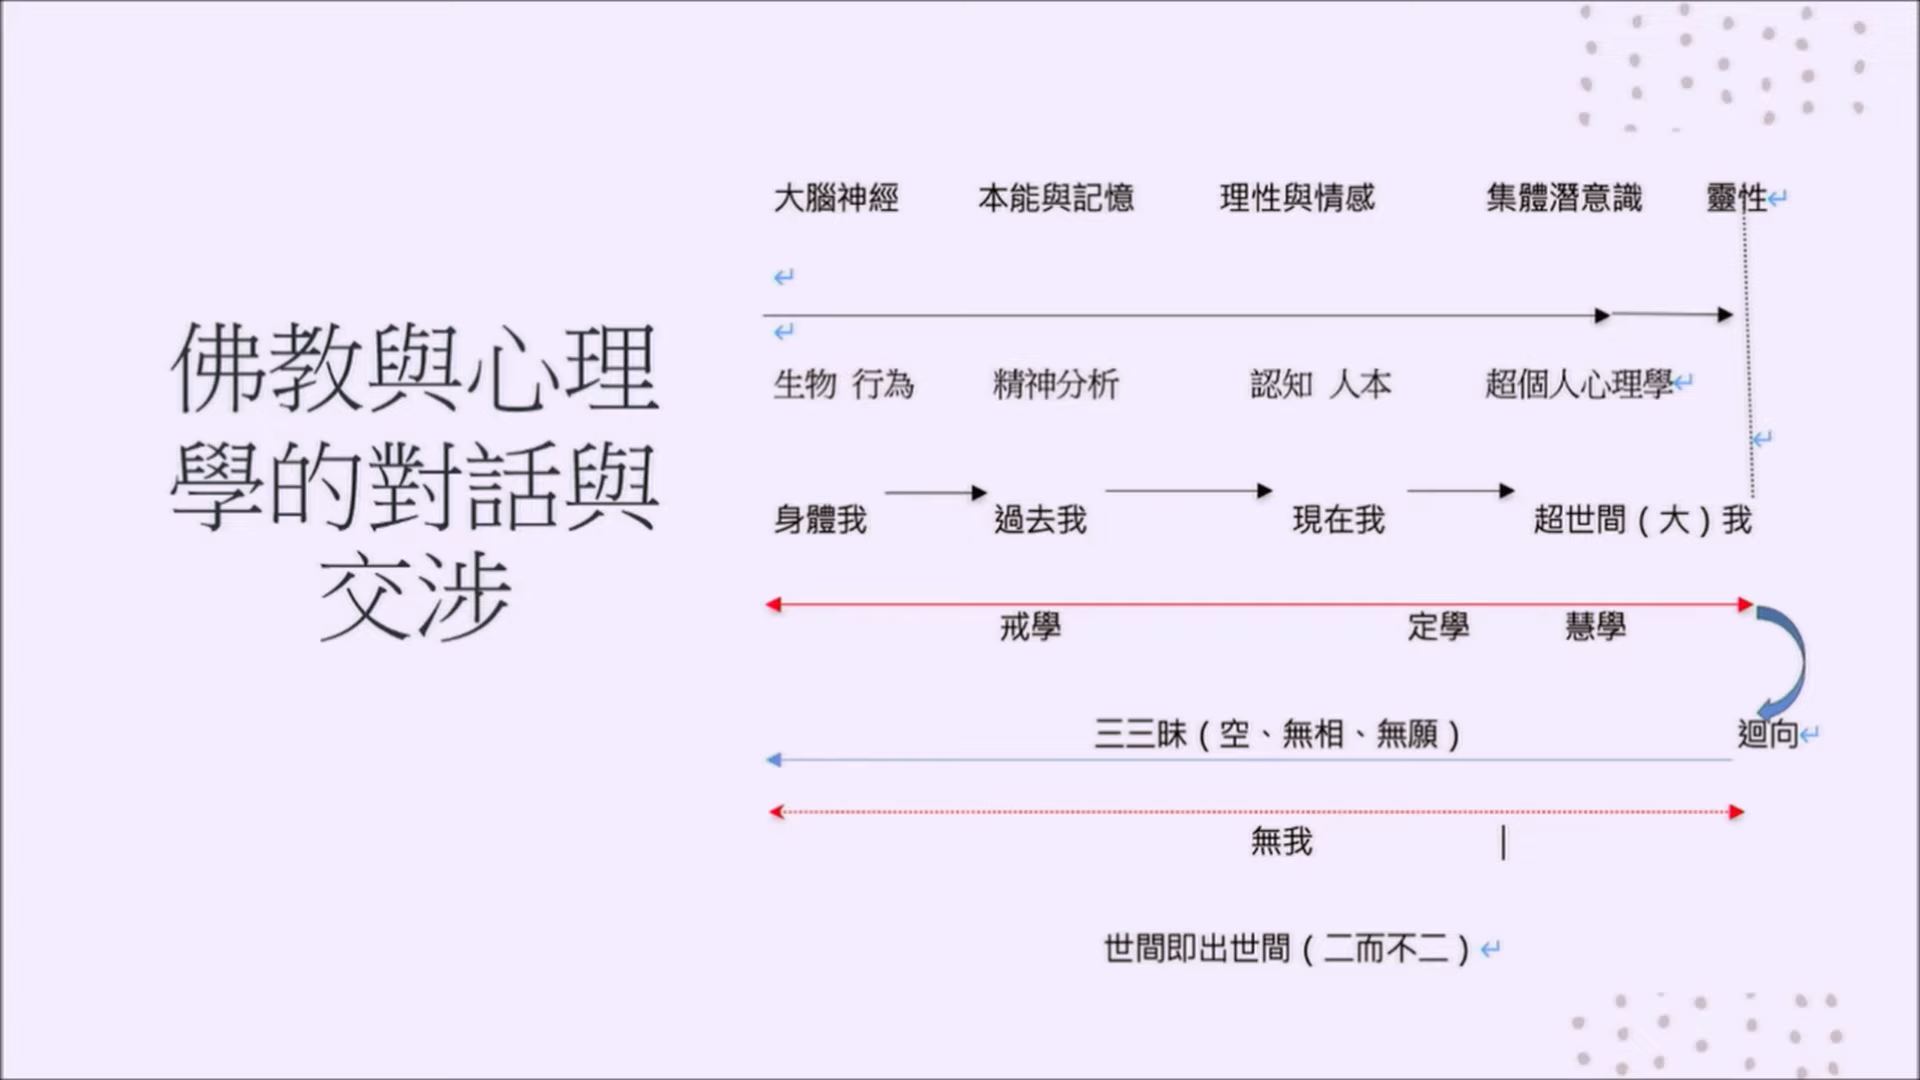 佛教與心理
學的對話與
交涉
大腦神經 本能與記憶 理性與情感 集體潛意識 靈性
生物 行為 精神分析 認知 人本 超個人心理學
身體我 過去我 現在我 超世間(大)我
戒學 定學 慧學
三三昧(空、無相、無願) 迴向
無我
世間即出世間(二而不二)